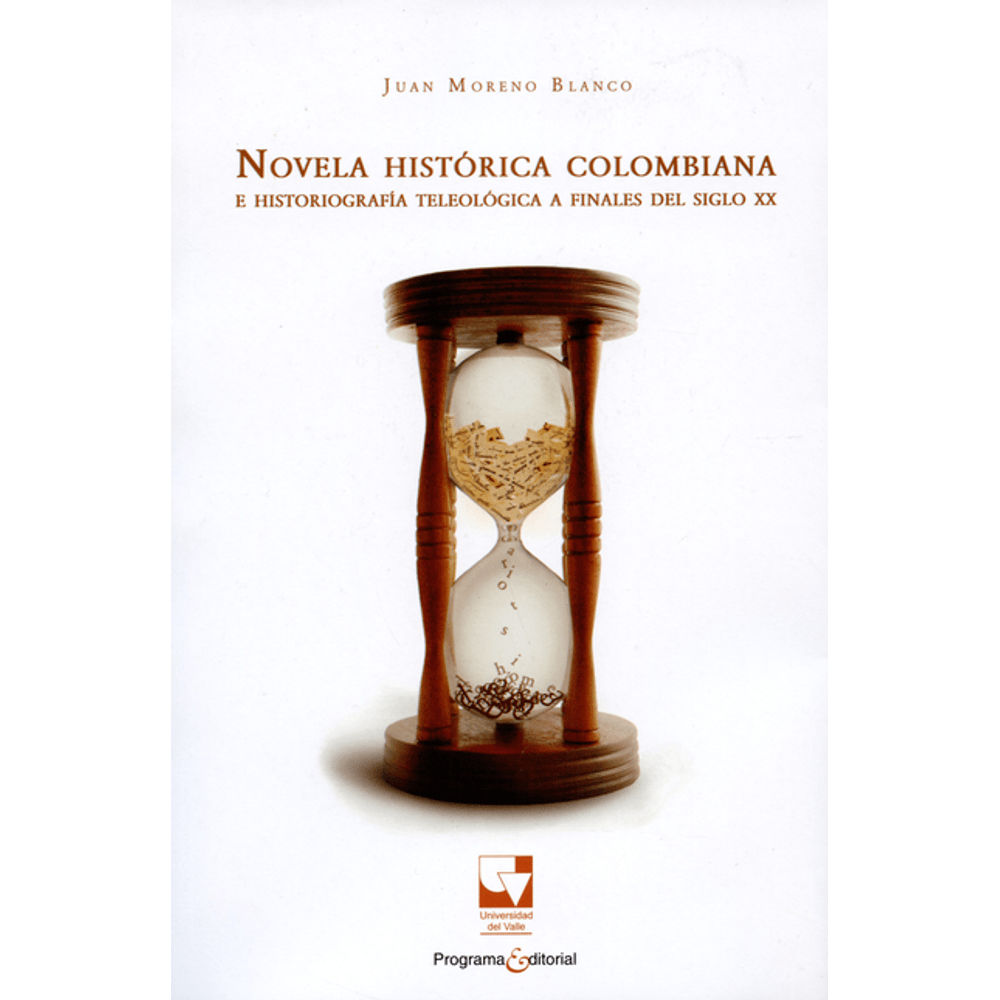 JUAN MORENO BLANCO
NOVELA HISTÓRICA COLOMBIANA
E HISTORIOGRAFÍA TELEOLÓGICA A FINALES DEL SIGLO XX
Universidad
del Valle
Programa Editorial